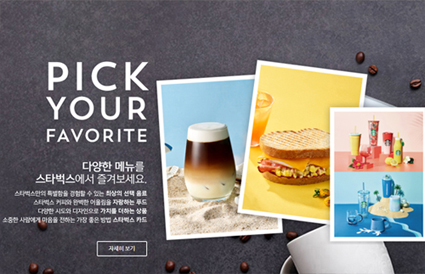 PICK
YOUR
FAVORITE
다양한 메뉴를
스타벅스에서 즐겨보세요.
스타벅스만의 특별함을 경험할 수 있는 최상의 선택 음료
스타벅스 커피와 완벽한 어울림을 자랑하는 푸드
다양한 시도와 디자인으로 가치를 더하는 상품
소중한 사람에게 마음을 전하는 가장 좋은 방법 스타벅스 카드
자세히 보기